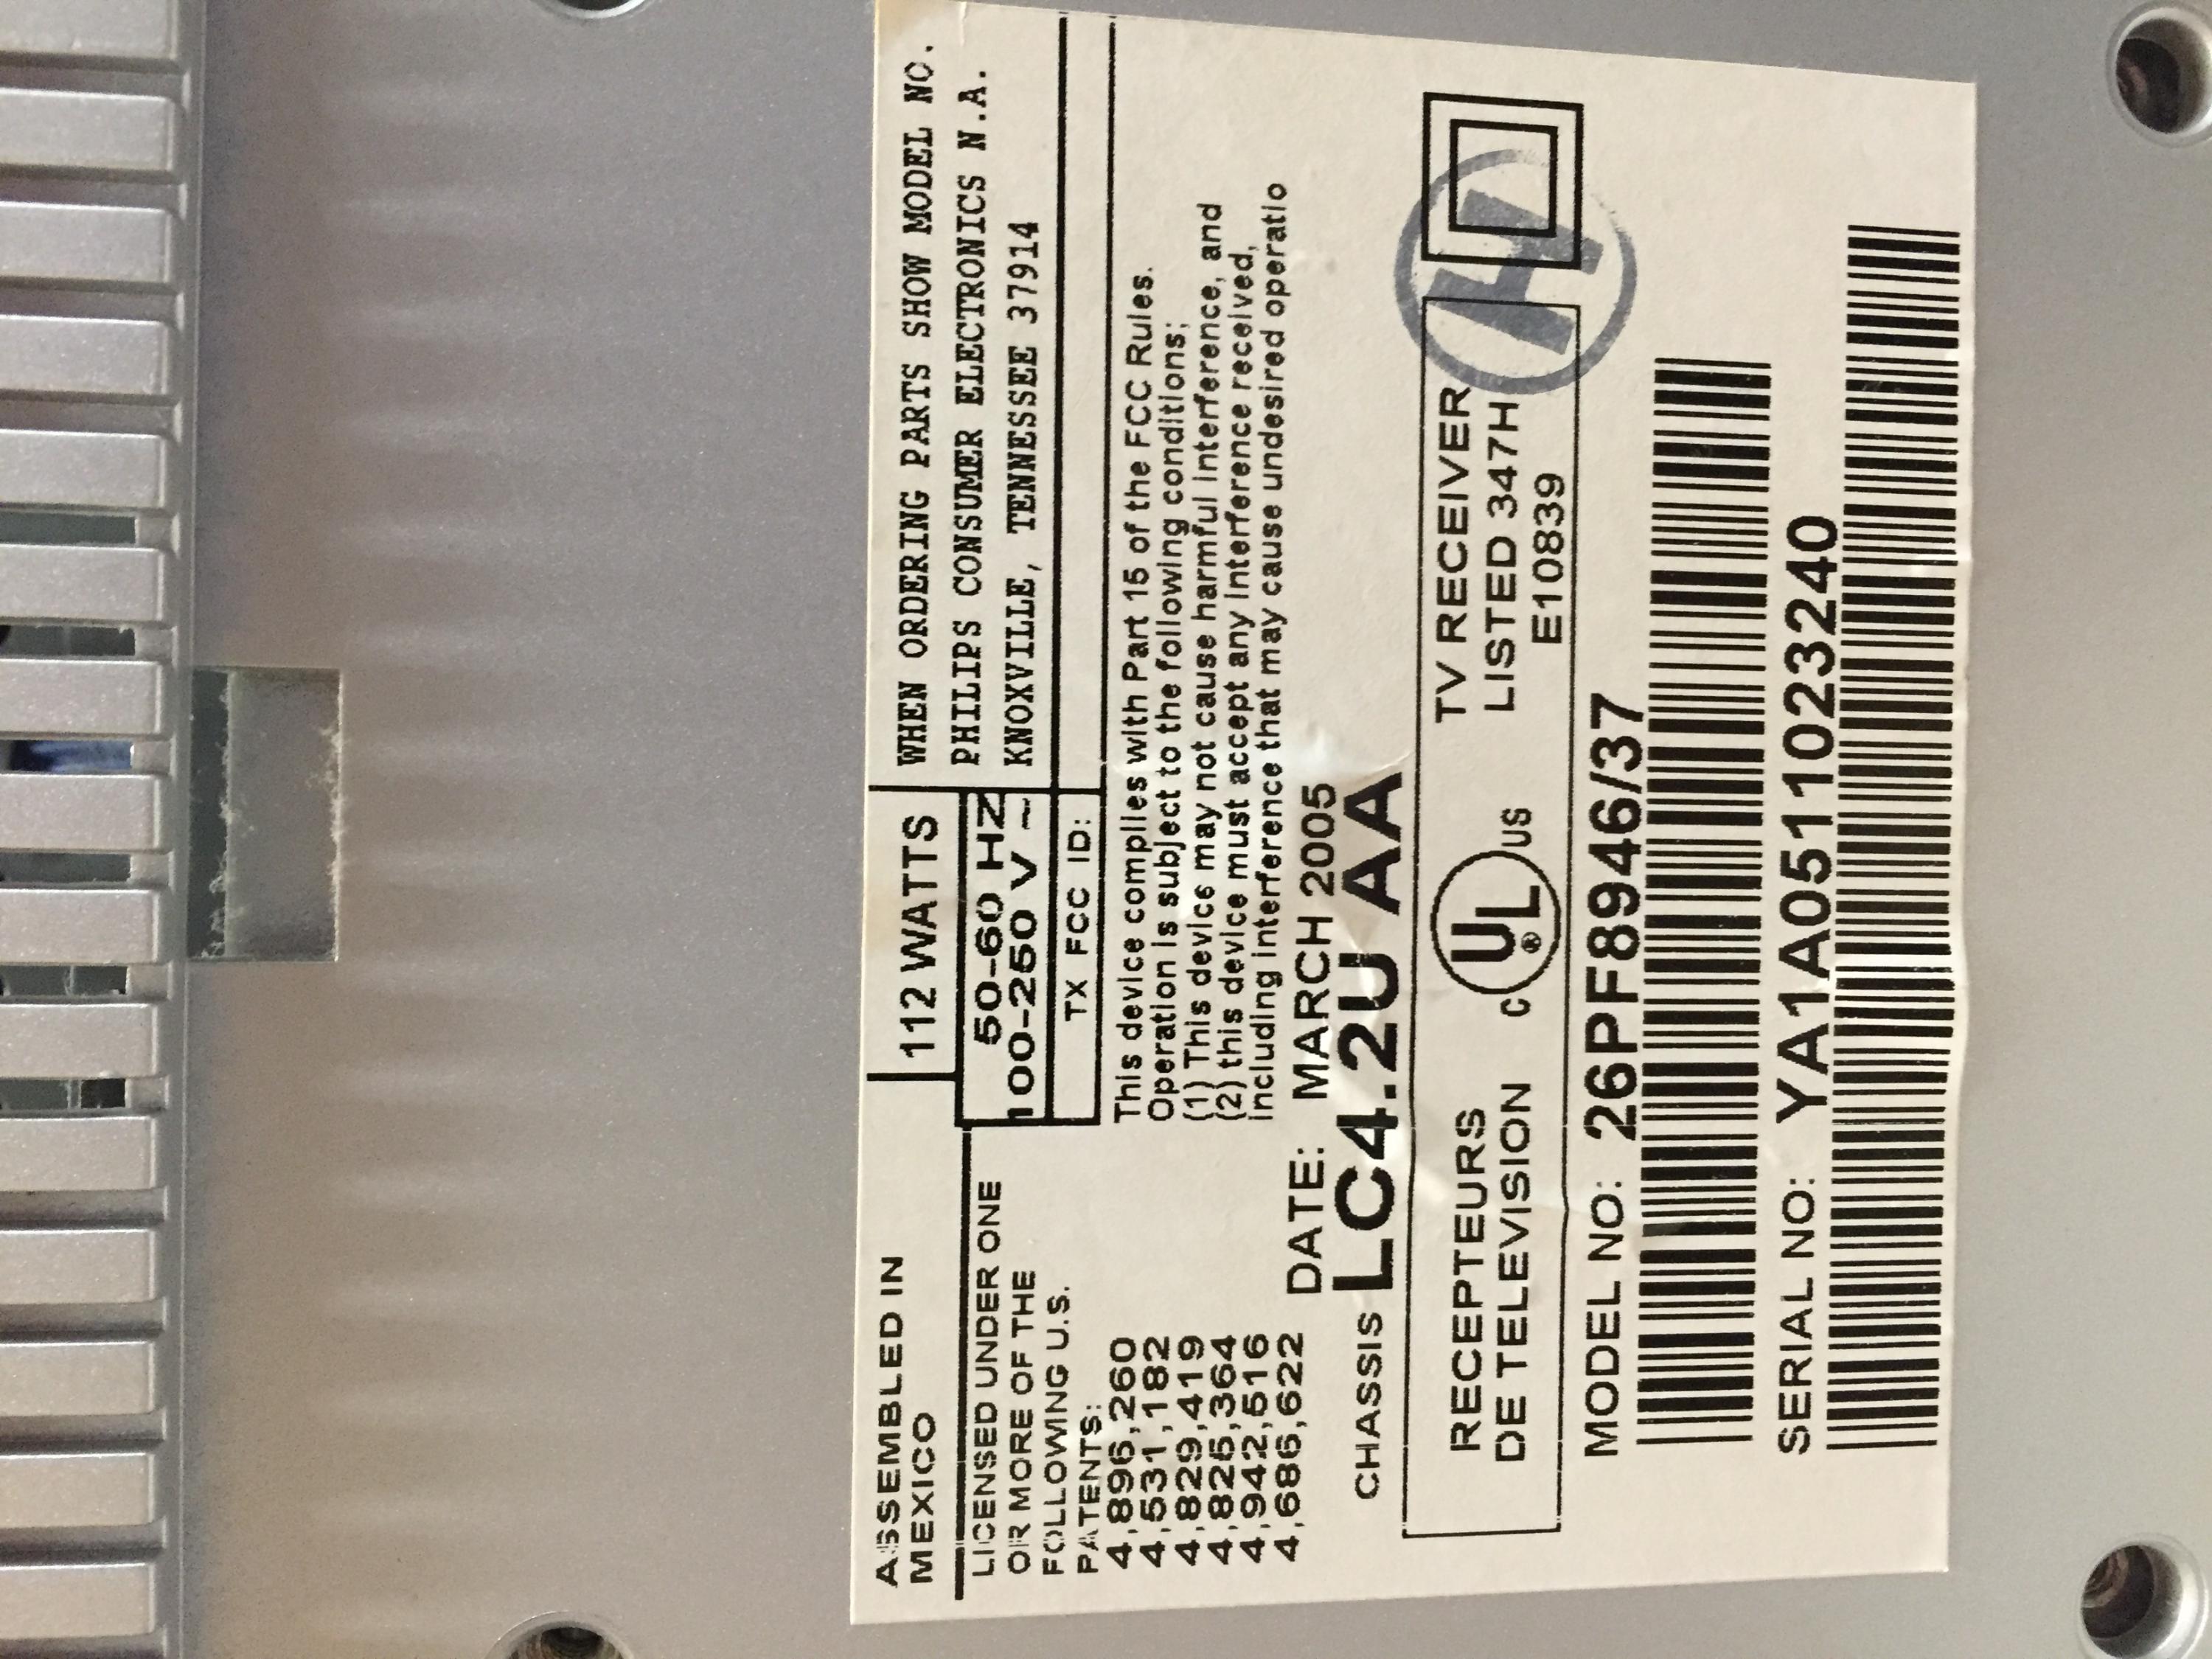 ASSEMBLED IN
MEXICO
112 WATTS
50-60 HZ
100-250 V ~
TX FCC ID:
WHEN ORDERING PARTS SHOW MODEL NO.
PHILIPS CONSUMER ELECTRONICS N.A.
KNOXVILLE, TENNESSEE 37914
LICENSED UNDER ONE
OR MORE OF THE
FOLLOWING U.S.
PATENTS:
4,896,260
4,531,182
4,829,419
4,825,364
4,942,516
4,686,622
This device complies with Part 15 of the FCC Rules.
Operation is subject to the following conditions;
(1) This device may not cause harmful interference, and
(2) this device must accept any interference received,
including interference that may cause undesired operatio
DATE: MARCH 2005
CHASSIS LC4.2U AA
RECEPTEURS
DE TELEVISION
C UL ® US
TV RECEIVER
LISTED 347H
E10839
H
MODEL NO: 26PF8946/37
SERIAL NO: YA1A0511023240